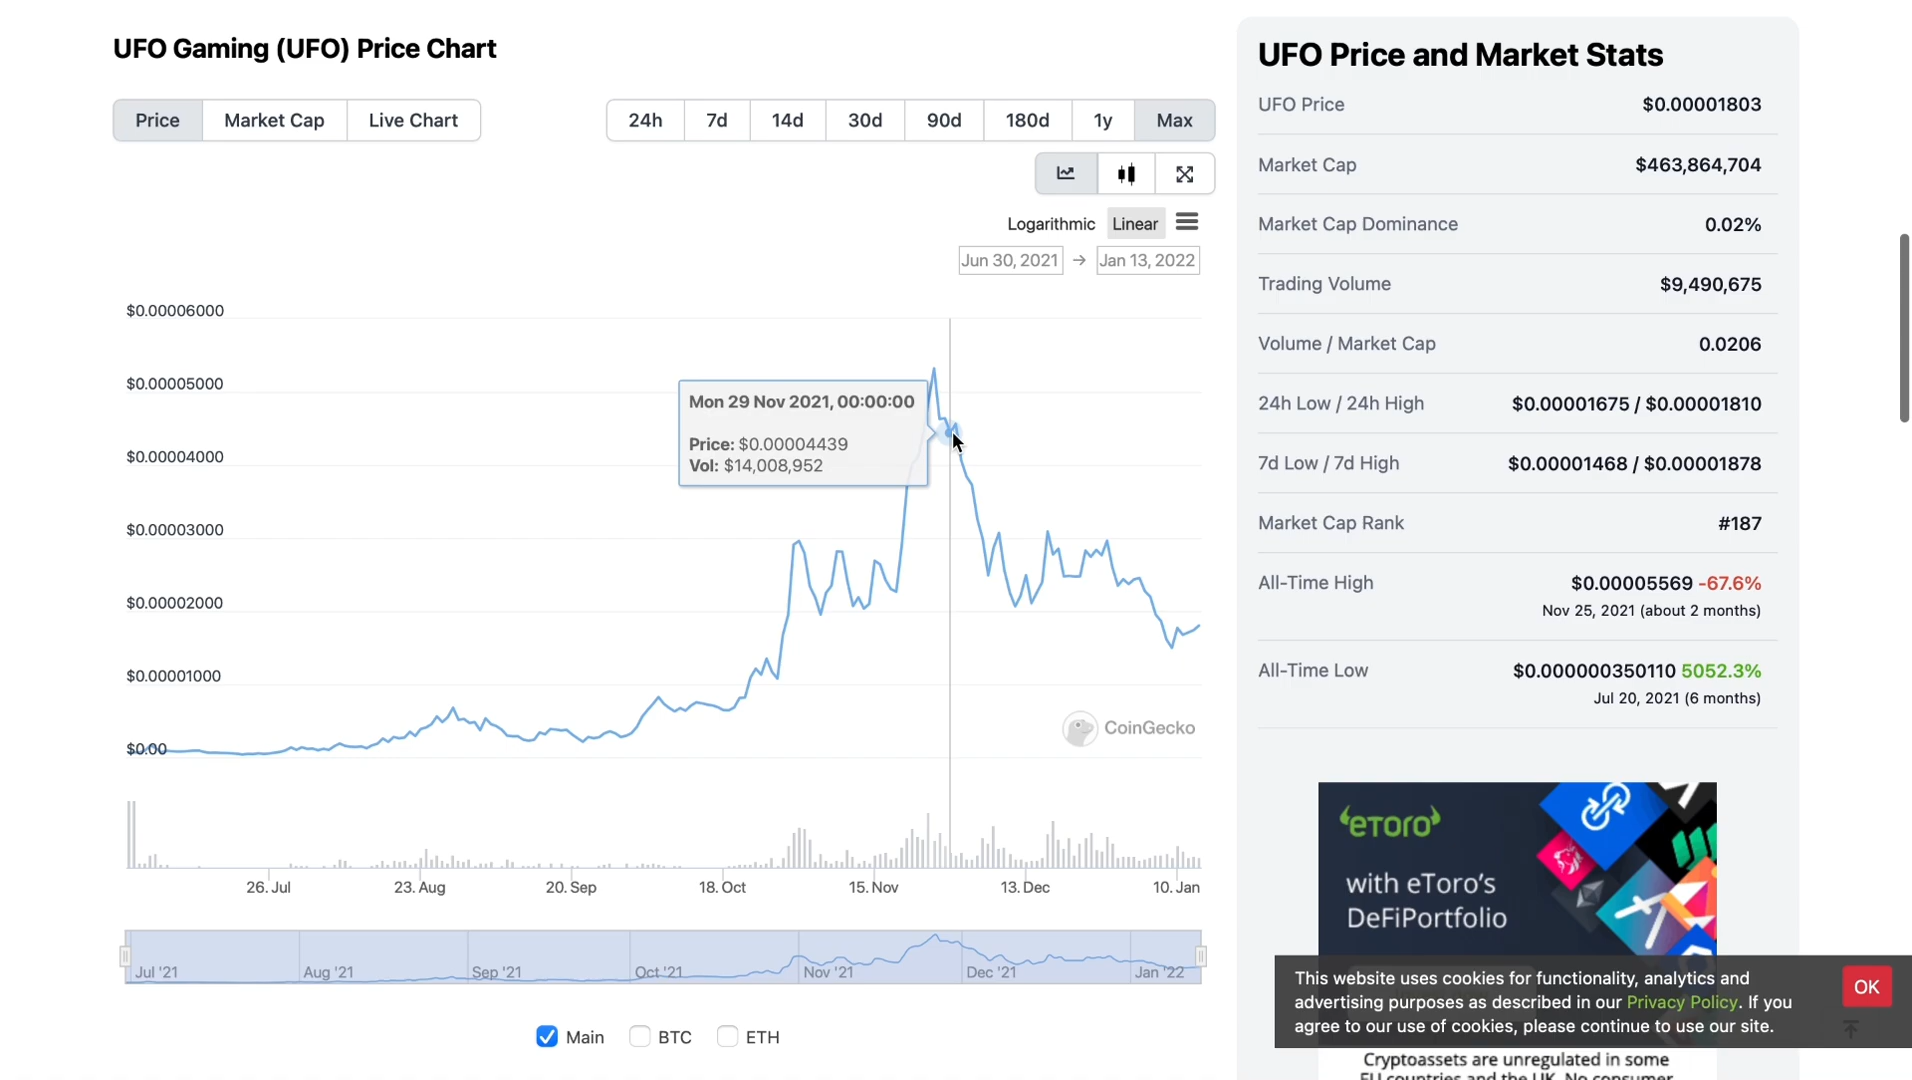 UFO Gaming (UFO) Price Chart
Price Market Cap Live Chart
24h 7d 14d 30d 90d 180d 1y Max
Logarithmic Linear
Jun 30, 2021 → Jan 13, 2022
$0.00006000
$0.00005000
$0.00004000
$0.00003000
$0.00002000
$0.00001000
$0.00
Mon 29 Nov 2021, 00:00:00
Price: $0.00004439
Vol: $14,008,952
CoinGecko
26. Jul 23. Aug 20. Sep 18. Oct 15. Nov 13. Dec 10. Jan
Jul '21 Aug '21 Sep '21 Oct '21 Nov '21 Dec '21 Jan '22
Main BTC ETH
UFO Price and Market Stats
UFO Price $0.00001803
Market Cap $463,864,704
Market Cap Dominance 0.02%
Trading Volume $9,490,675
Volume / Market Cap 0.0206
24h Low / 24h High $0.00001675 / $0.00001810
7d Low / 7d High $0.00001468 / $0.00001878
Market Cap Rank #187
All-Time High $0.00005569 -67.6%
Nov 25, 2021 (about 2 months)
All-Time Low $0.000000350110 5052.3%
Jul 20, 2021 (6 months)
eToro
with eToro's
DeFiPortfolio
This website uses cookies for functionality, analytics and
advertising purposes as described in our Privacy Policy. If you
agree to our use of cookies, please continue to use our site.
OK
Cryptoassets are unregulated in some
EU countries and the UK. No consumer